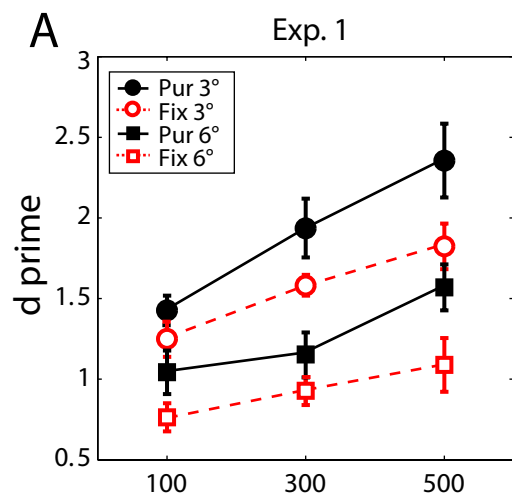 A
Exp. 1
3
Pur 3°
Fix 3°
Pur 6°
Fix 6°
2.5
2
1.5
1
0.5
d prime
100 300 500